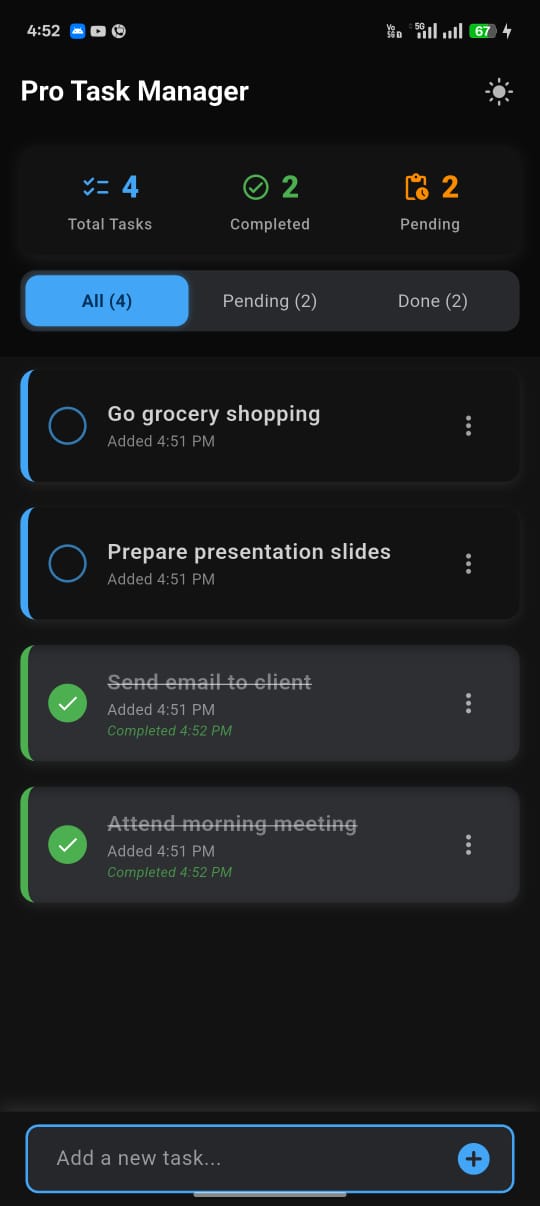 4:52
Vo 5G 5G 67
Pro Task Manager
4 2 2
Total Tasks Completed Pending
All (4) Pending (2) Done (2)
Go grocery shopping
Added 4:51 PM
Prepare presentation slides
Added 4:51 PM
Send email to client
Added 4:51 PM
Completed 4:52 PM
Attend morning meeting
Added 4:51 PM
Completed 4:52 PM
Add a new task...